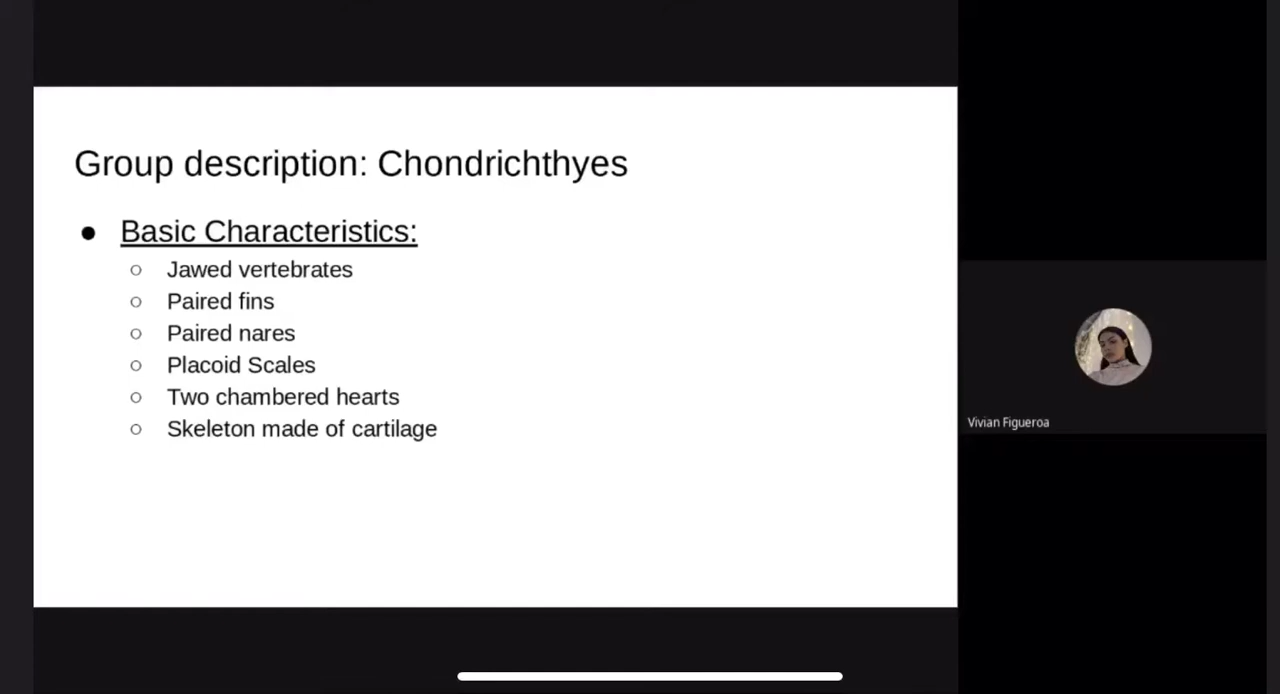 Group description: Chondrichthyes
● Basic Characteristics:
○ Jawed vertebrates
○ Paired fins
○ Paired nares
○ Placoid Scales
○ Two chambered hearts
○ Skeleton made of cartilage
Vivian Figueroa